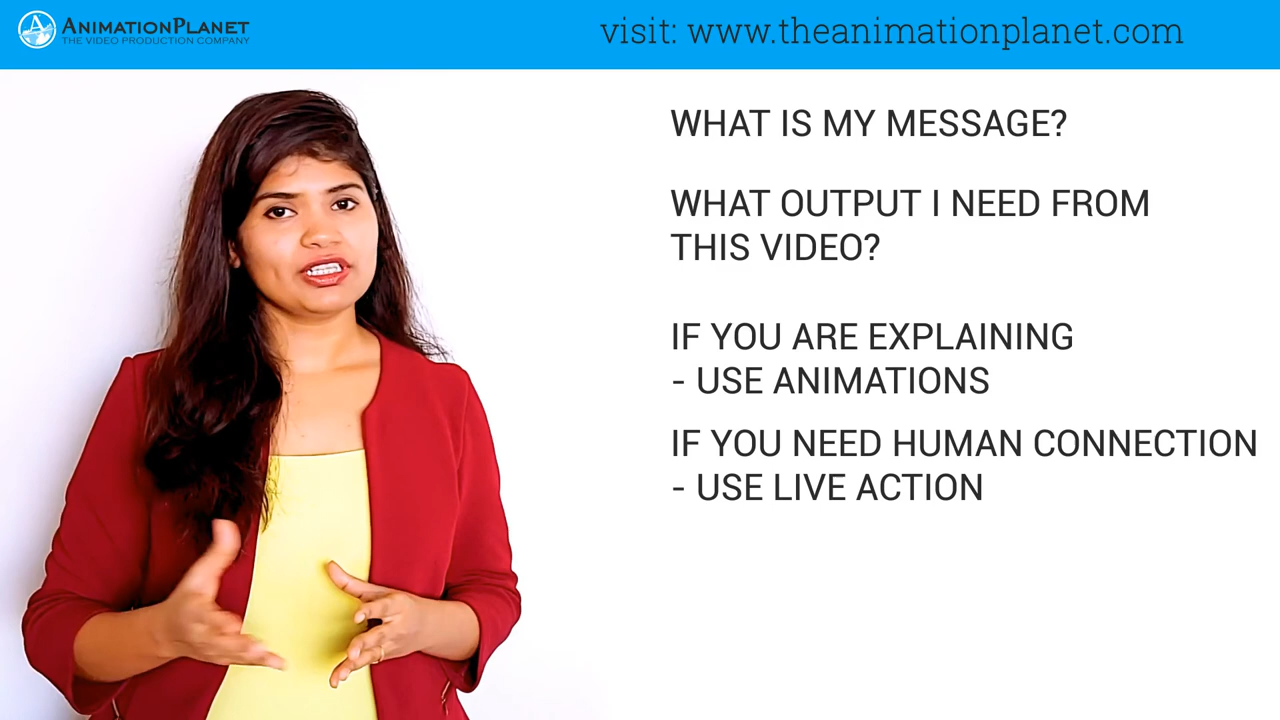 ANIMATIONPLANET
THE VIDEO PRODUCTION COMPANY
visit: www.theanimationplanet.com
WHAT IS MY MESSAGE?
WHAT OUTPUT I NEED FROM
THIS VIDEO?
IF YOU ARE EXPLAINING
- USE ANIMATIONS
IF YOU NEED HUMAN CONNECTION
- USE LIVE ACTION